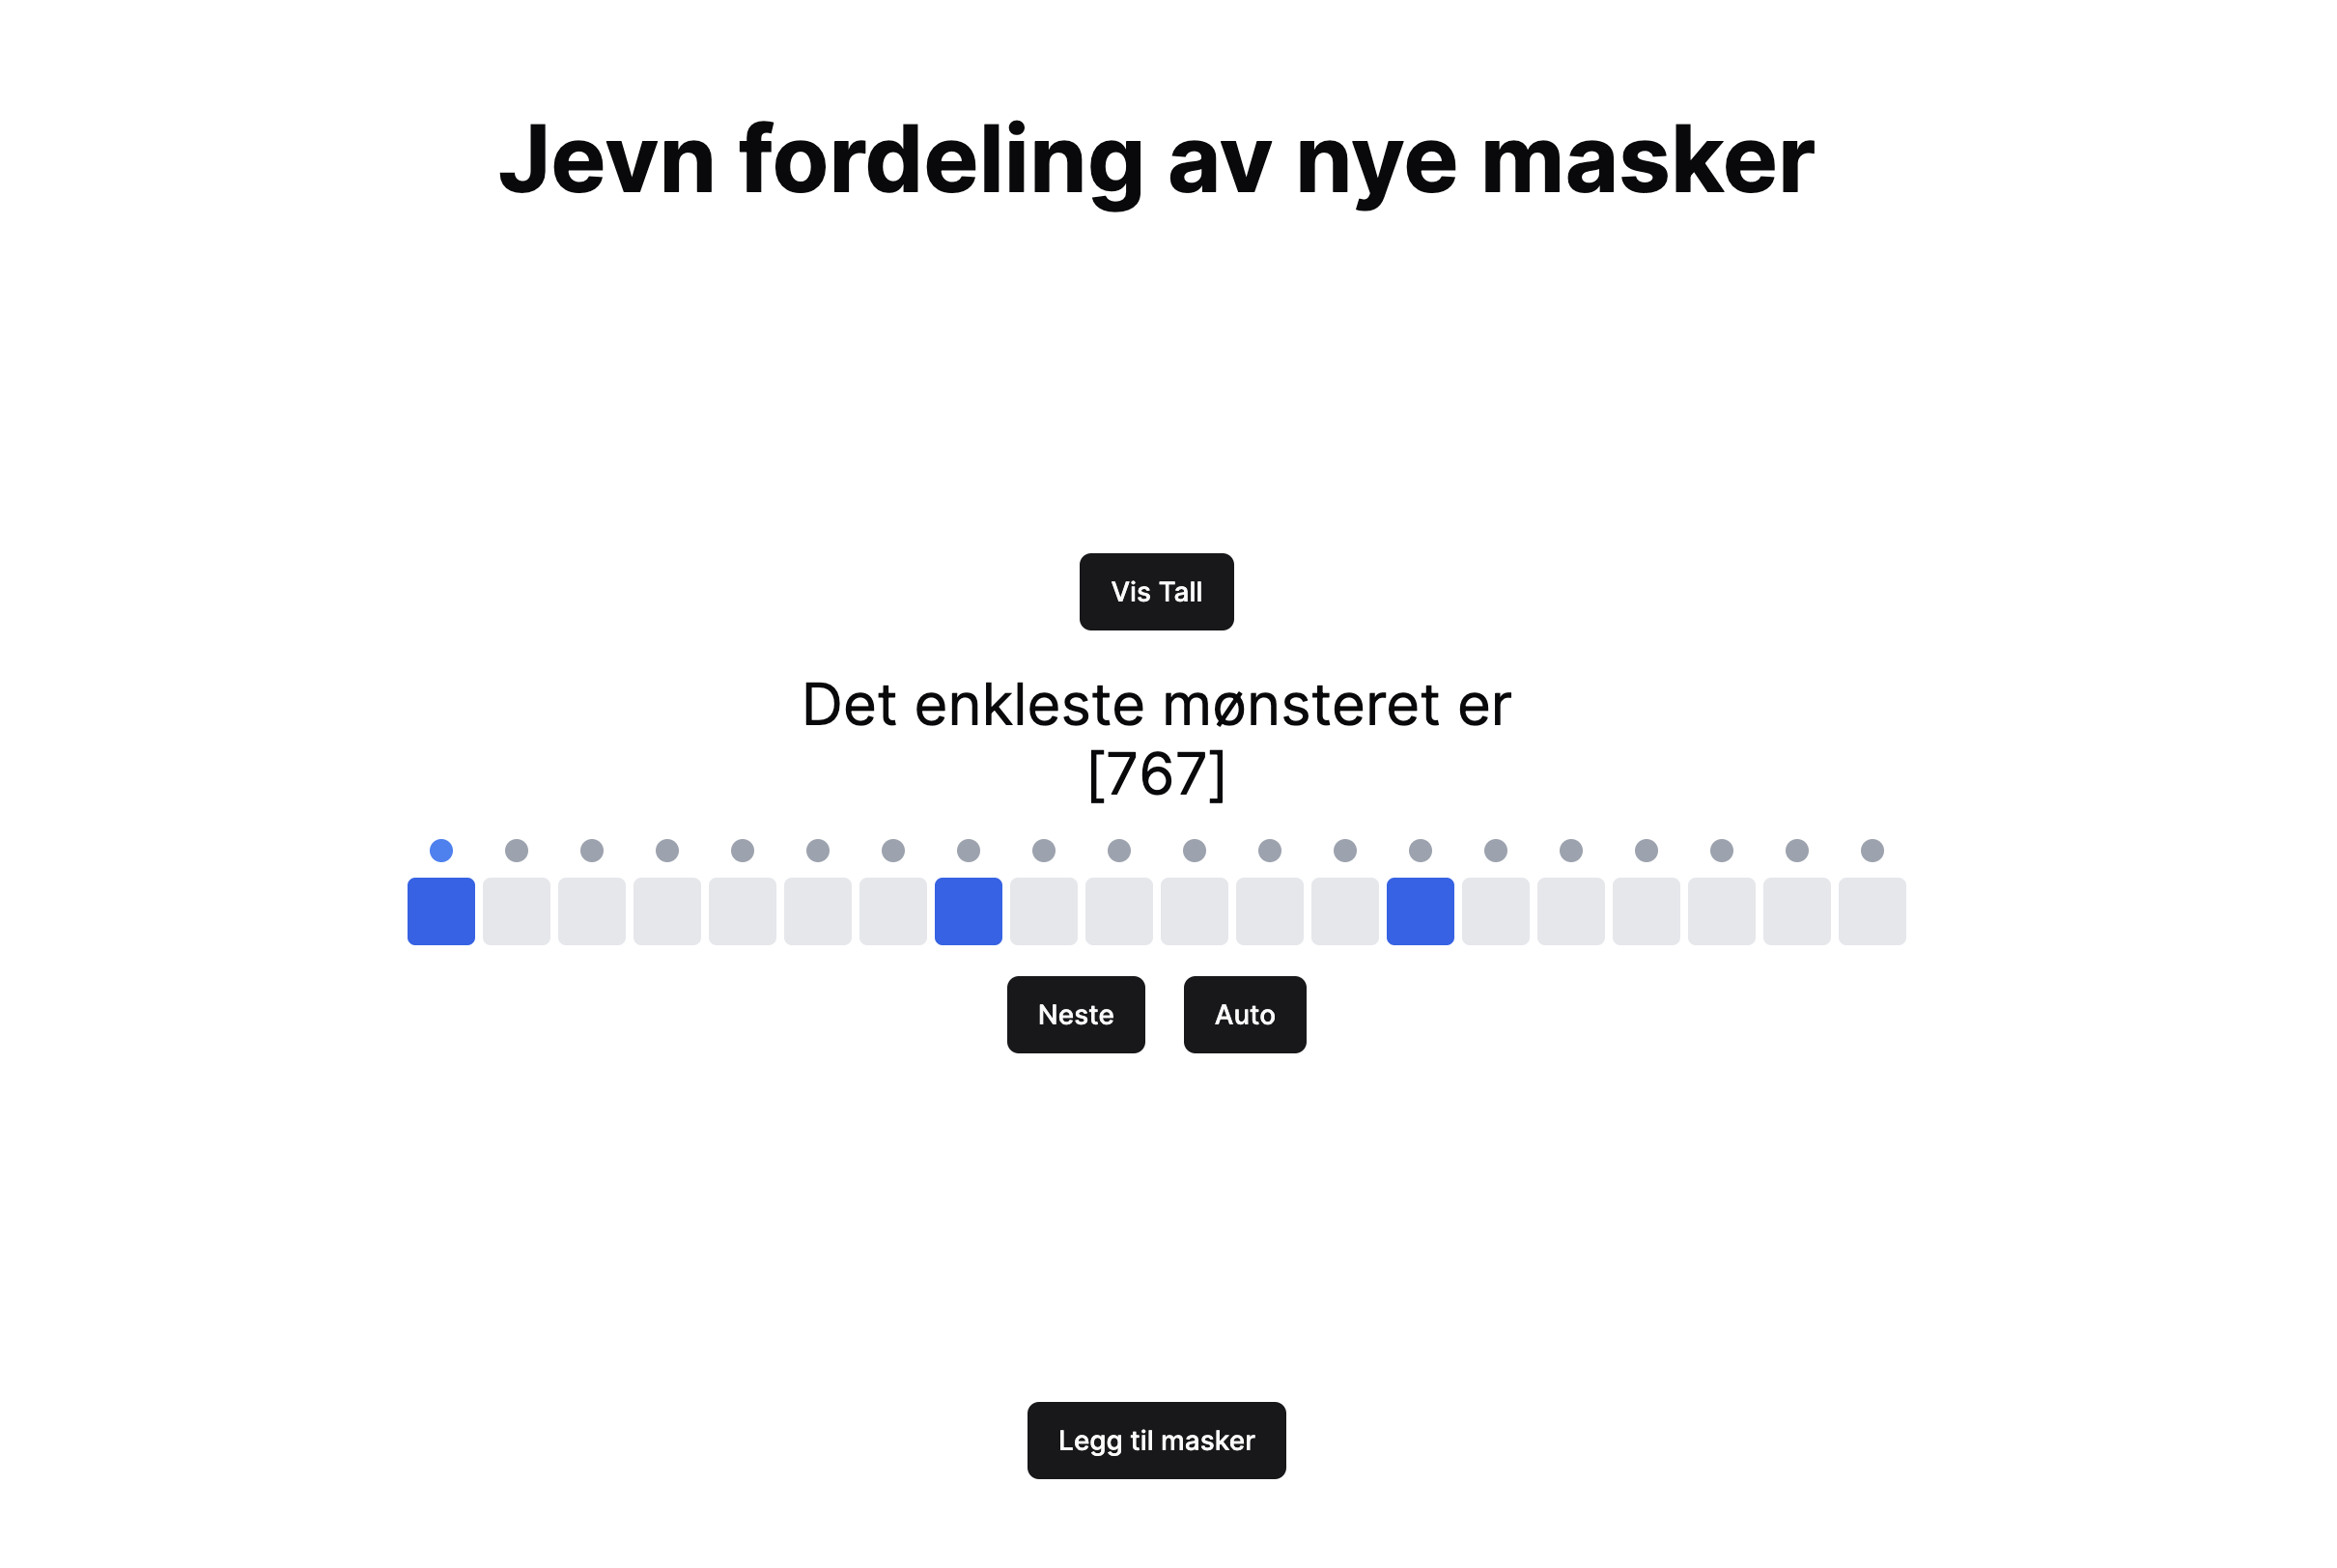 Jevn fordeling av nye masker
Vis Tall
Det enkleste mønsteret er
[767]
Neste
Auto
Legg til masker